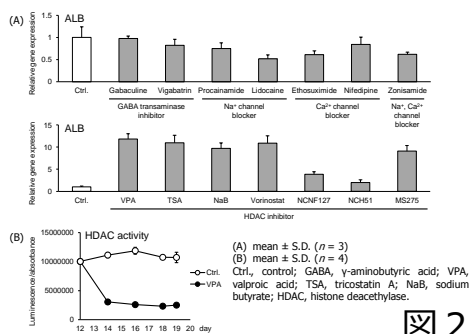 (A)
ALB
Relative gene expression
1.5
1
0.5
0
Ctrl.
Gabaculine
Vigabatrin
Procainamide
Lidocaine
Ethosuximide
Nifedipine
Zonisamide
GABA transaminase
inhibitor
Na⁺ channel
blocker
Ca²⁺ channel
blocker
Na⁺, Ca²⁺
channel
blocker
ALB
Relative gene expression
15
10
5
0
Ctrl.
VPA
TSA
NaB
Vorinostat
NCNF127
NCH51
MS275
HDAC inhibitor
(B)
HDAC activity
Luminescence/absorbance
15000000
10000000
5000000
0
12 13 14 15 16 17 18 19 20 day
Ctrl.
VPA
(A) mean ± S.D. (n = 3)
(B) mean ± S.D. (n = 4)
Ctrl., control; GABA, γ-aminobutyric acid; VPA,
valproic acid; TSA, tricostatin A; NaB, sodium
butyrate; HDAC, histone deacethylase.
図2